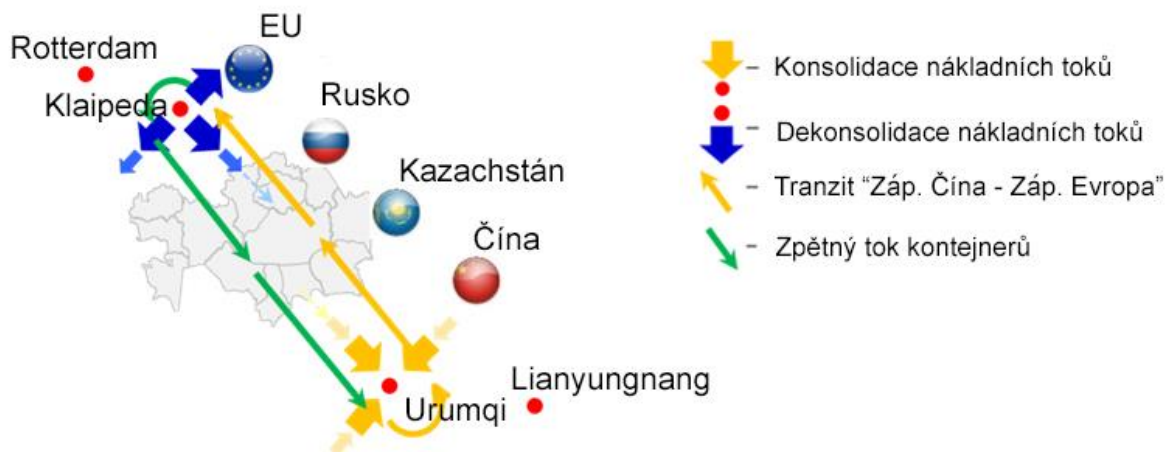 EU
Rotterdam
Klaipeda
Rusko
Kazachstán
Čína
Urumqi
Lianyungnang
– Konsolidace nákladních toků
– Dekonsolidace nákladních toků
– Tranzit “Záp. Čína - Záp. Evropa”
– Zpětný tok kontejnerů